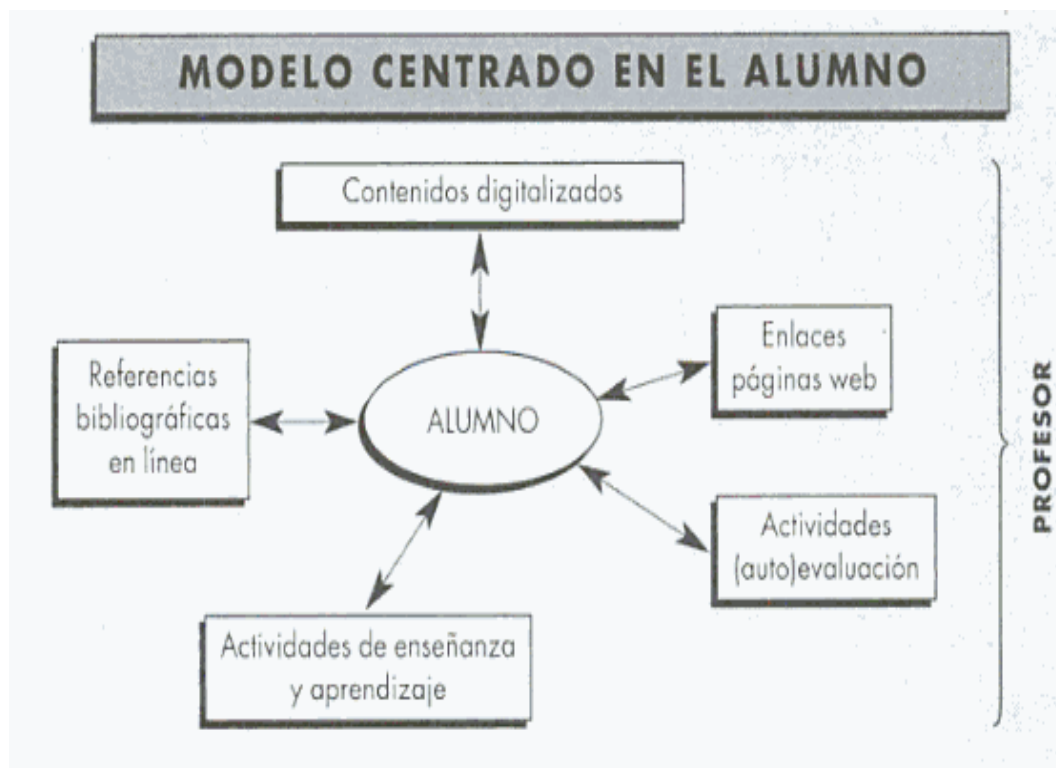 MODELO CENTRADO EN EL ALUMNO
Contenidos digitalizados
Enlaces
páginas web
Referencias
bibliográficas
en línea
ALUMNO
PROFESOR
Actividades
(auto)evaluación
Actividades de enseñanza
y aprendizaje